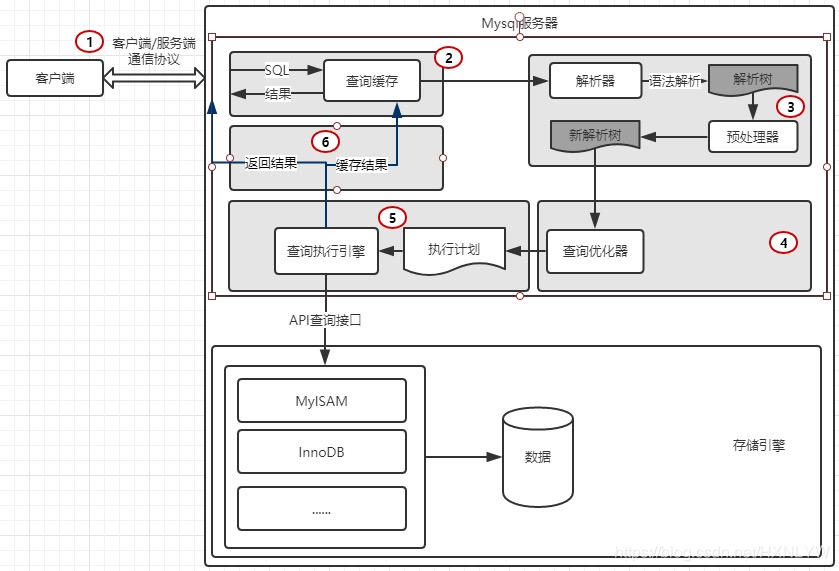 Mysql服务器
1
客户端/服务端
通信协议
客户端
SQL
结果
查询缓存
2
解析器
语法解析
解析树
3
新解析树
预处理器
6
返回结果
缓存结果
5
查询执行引擎
执行计划
查询优化器
4
API查询接口
MyISAM
InnoDB
......
数据
存储引擎
https://blog.csdn.net/HXNLYW